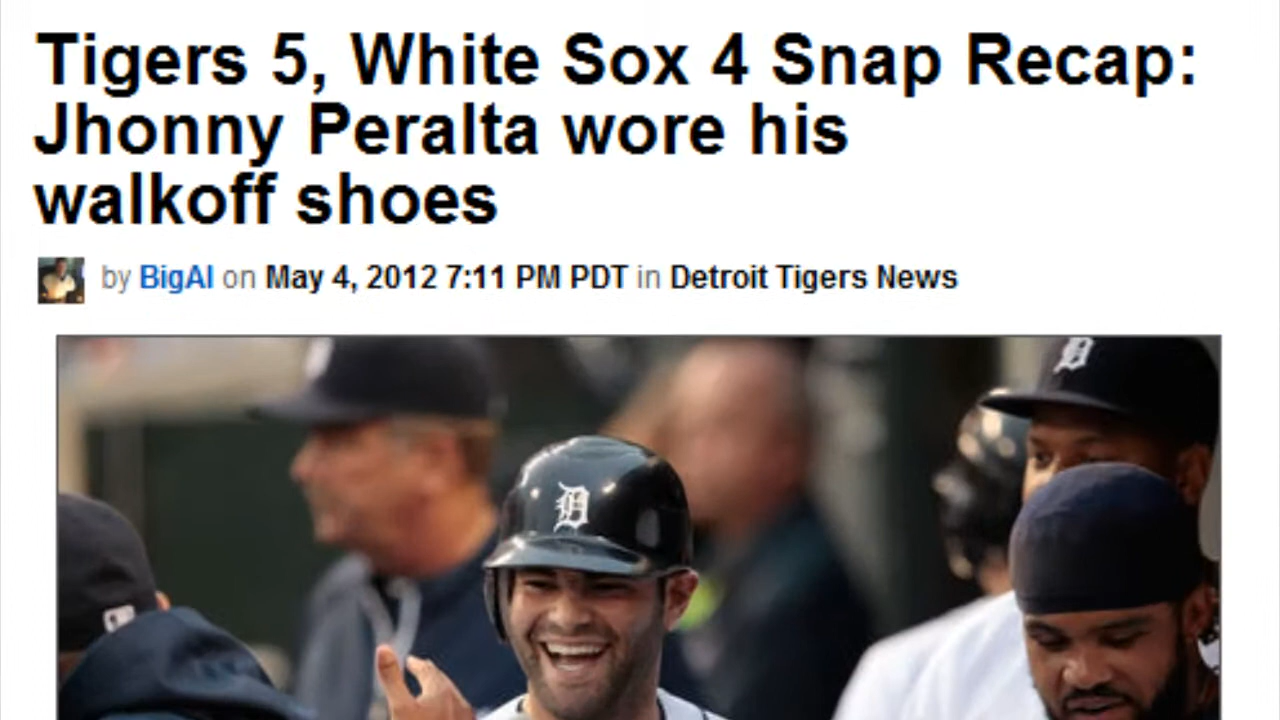 Tigers 5, White Sox 4 Snap Recap:
Jhonny Peralta wore his
walkoff shoes
by BigAl on May 4, 2012 7:11 PM PDT in Detroit Tigers News
D
D